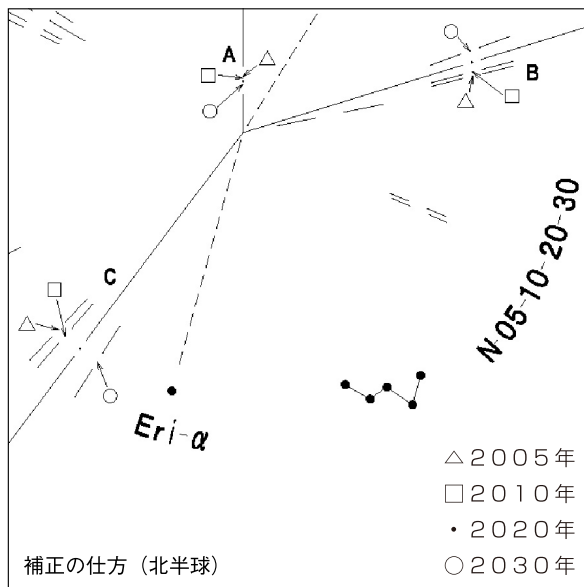 A
B
C
N-05-10-20-30
Eri-α
△2005年
□2010年
・2020年
○2030年
補正の仕方（北半球）